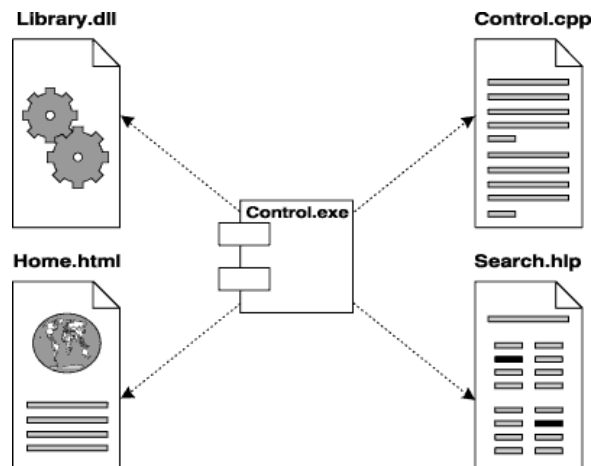 Library.dll
Control.cpp
Control.exe
Home.html
Search.hlp